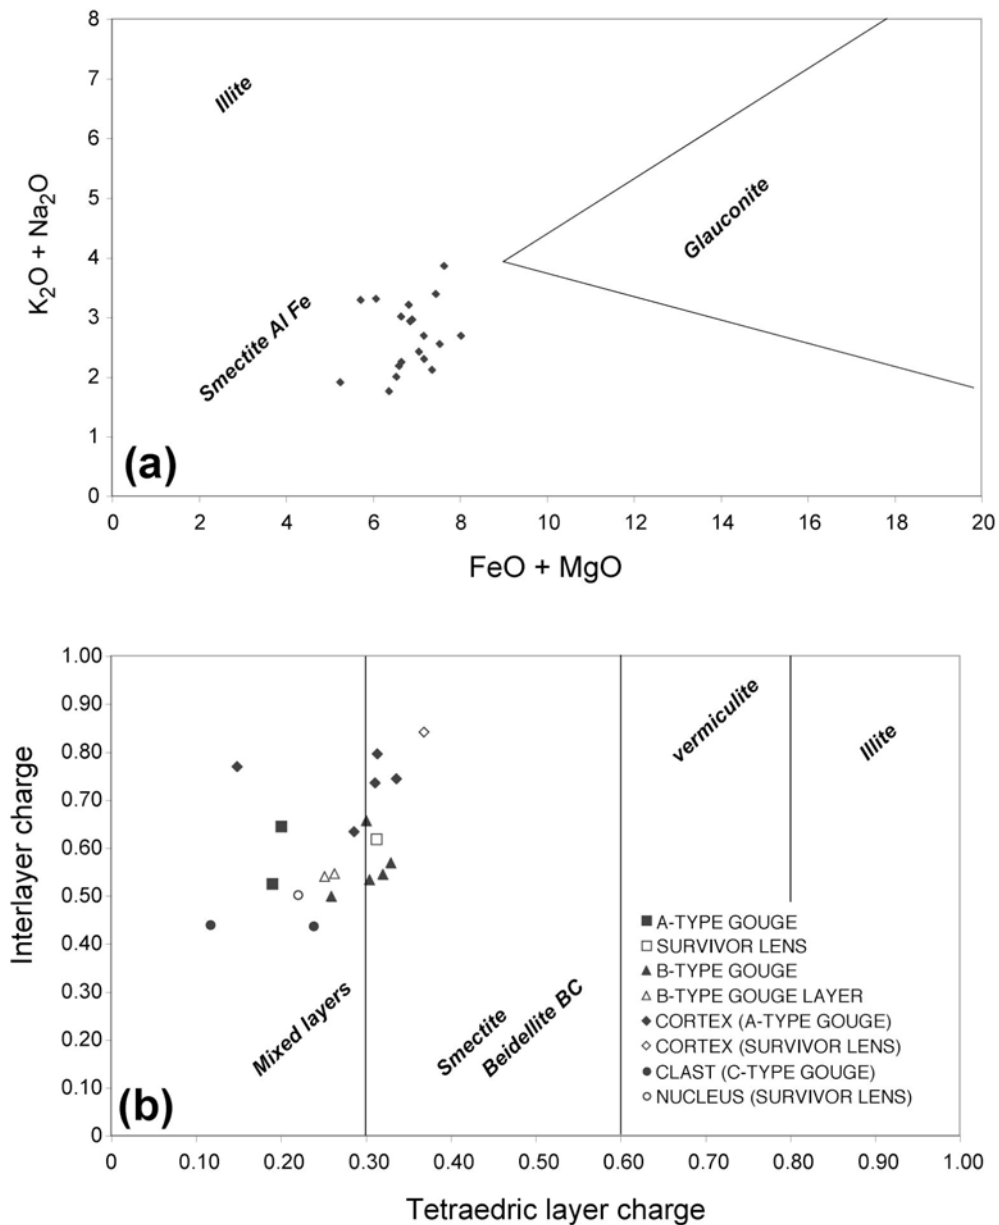 8
7
6
5
4
3
2
1
0
K₂O + Na₂O
Illite
Smectite Al Fe
Glauconite
(a)
0 2 4 6 8 10 12 14 16 18 20
FeO + MgO
1.00
0.90
0.80
0.70
0.60
0.50
0.40
0.30
0.20
0.10
0
Interlayer charge
Mixed layers
Smectite
Beidellite BC
vermiculite
Illite
A-TYPE GOUGE
SURVIVOR LENS
B-TYPE GOUGE
B-TYPE GOUGE LAYER
CORTEX (A-TYPE GOUGE)
CORTEX (SURVIVOR LENS)
CLAST (C-TYPE GOUGE)
NUCLEUS (SURVIVOR LENS)
(b)
0 0.10 0.20 0.30 0.40 0.50 0.60 0.70 0.80 0.90 1.00
Tetraedric layer charge